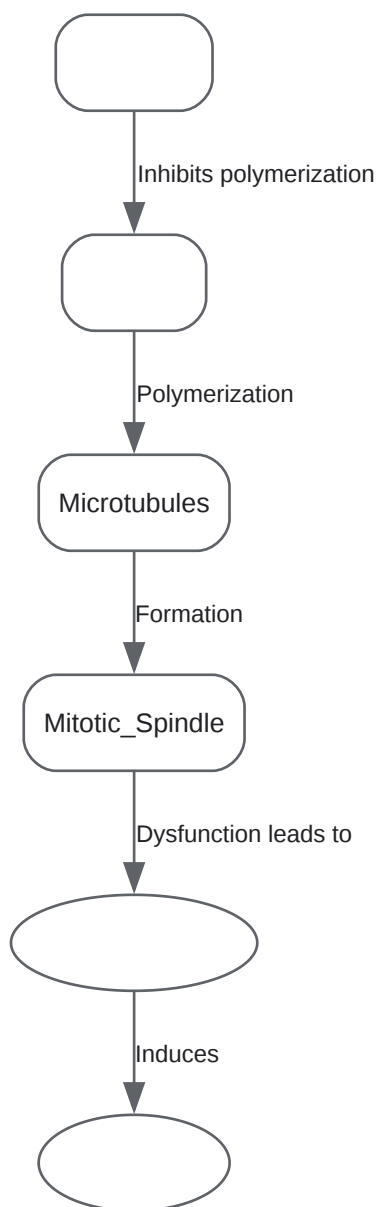 Inhibits polymerization
Polymerization
Microtubules
Formation
Mitotic_Spindle
Dysfunction leads to
Induces